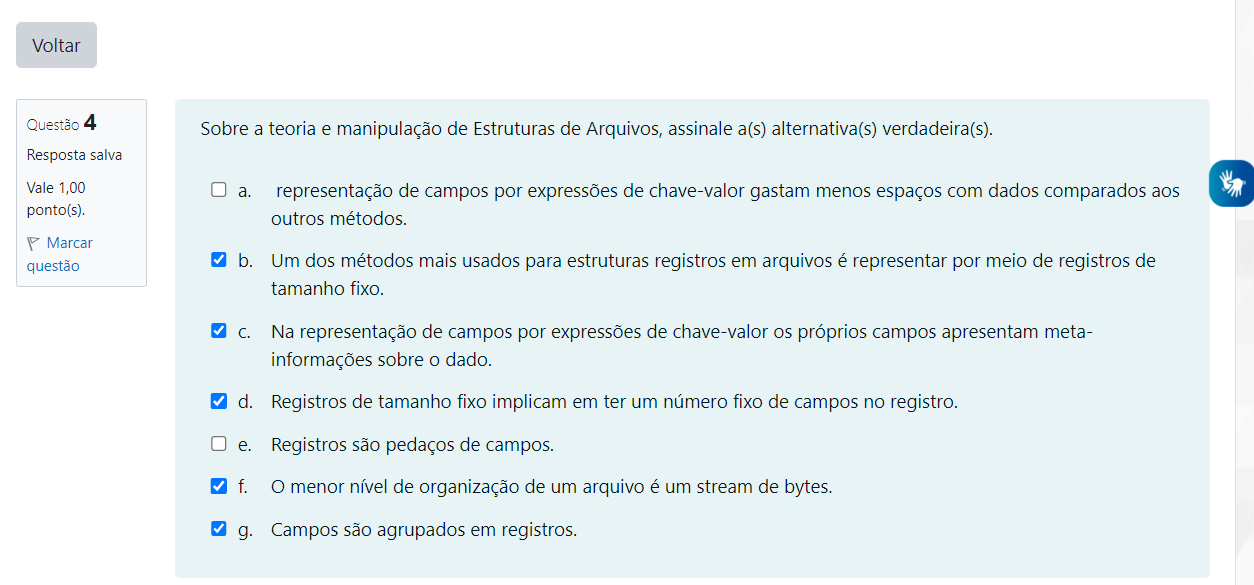 Voltar
Questão 4
Resposta salva
Vale 1,00
ponto(s).
Marcar
questão
Sobre a teoria e manipulação de Estruturas de Arquivos, assinale a(s) alternativa(s) verdadeira(s).
a. representação de campos por expressões de chave-valor gastam menos espaços com dados comparados aos
outros métodos.
b. Um dos métodos mais usados para estruturas registros em arquivos é representar por meio de registros de
tamanho fixo.
c. Na representação de campos por expressões de chave-valor os próprios campos apresentam meta-
informações sobre o dado.
d. Registros de tamanho fixo implicam em ter um número fixo de campos no registro.
e. Registros são pedaços de campos.
f. O menor nível de organização de um arquivo é um stream de bytes.
g. Campos são agrupados em registros.